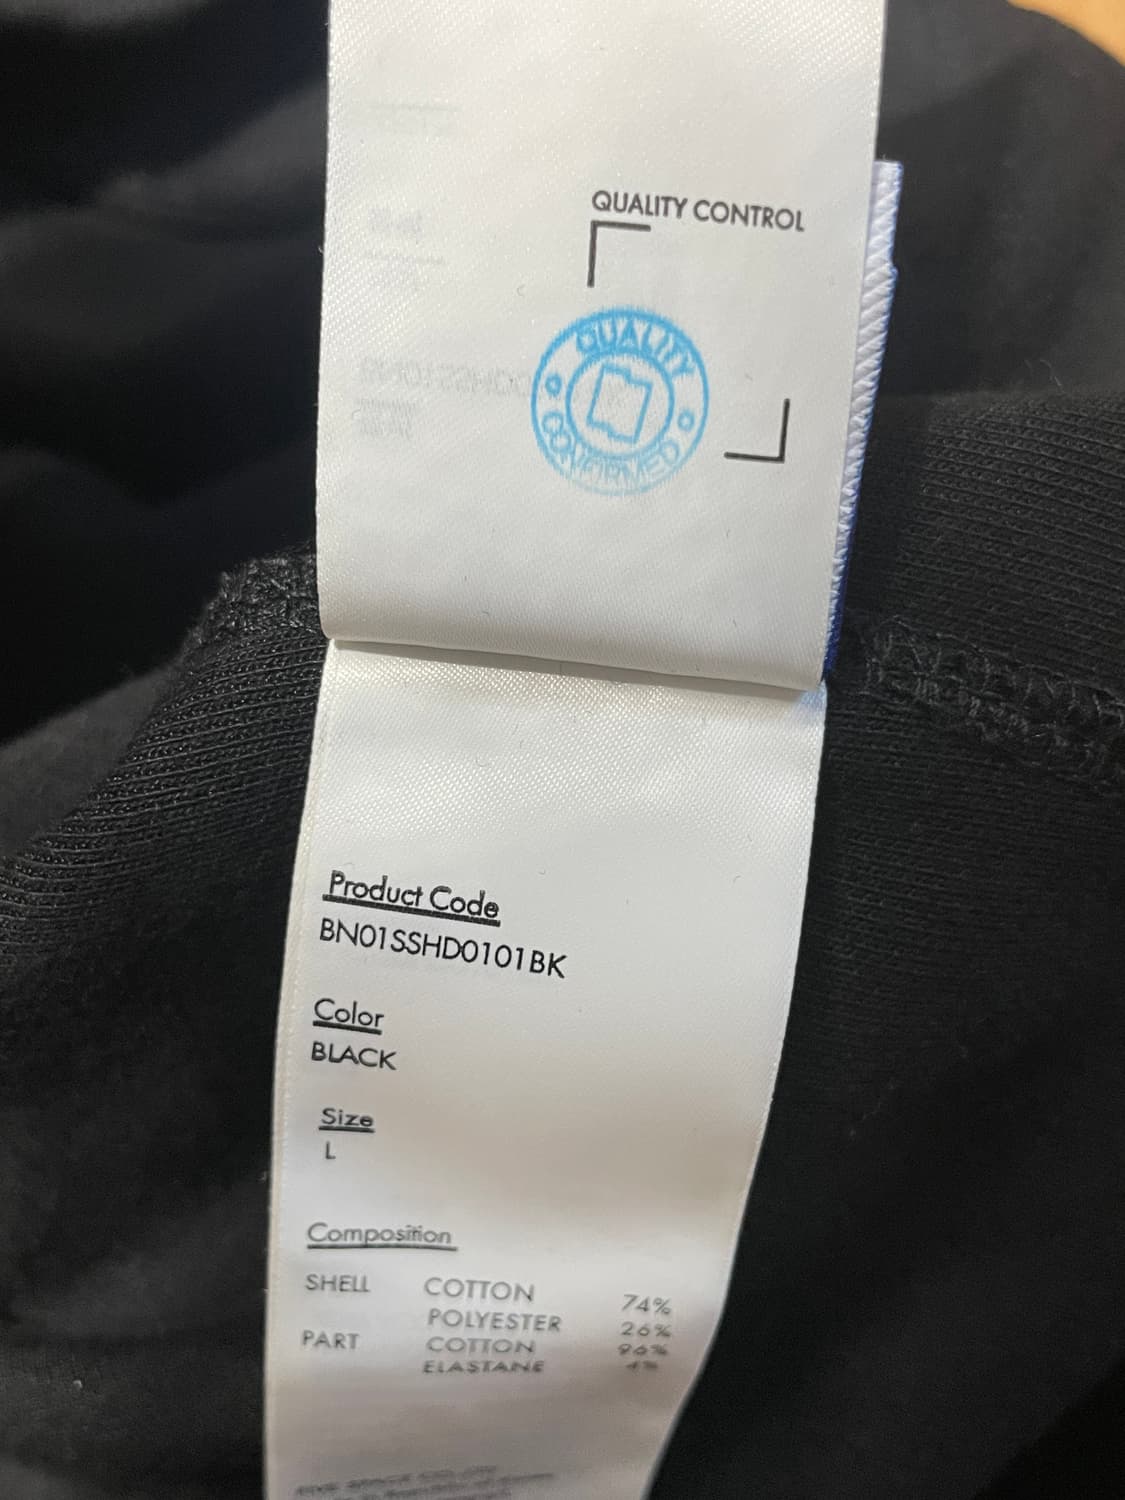 QUALITY CONTROL
QUALITY
CONFIRMED
Product Code
BN01SSHD0101BK
Color
BLACK
Size
L
Composition
SHELL COTTON 74%
POLYESTER 26%
PART COTTON 96%
ELASTANE 4%